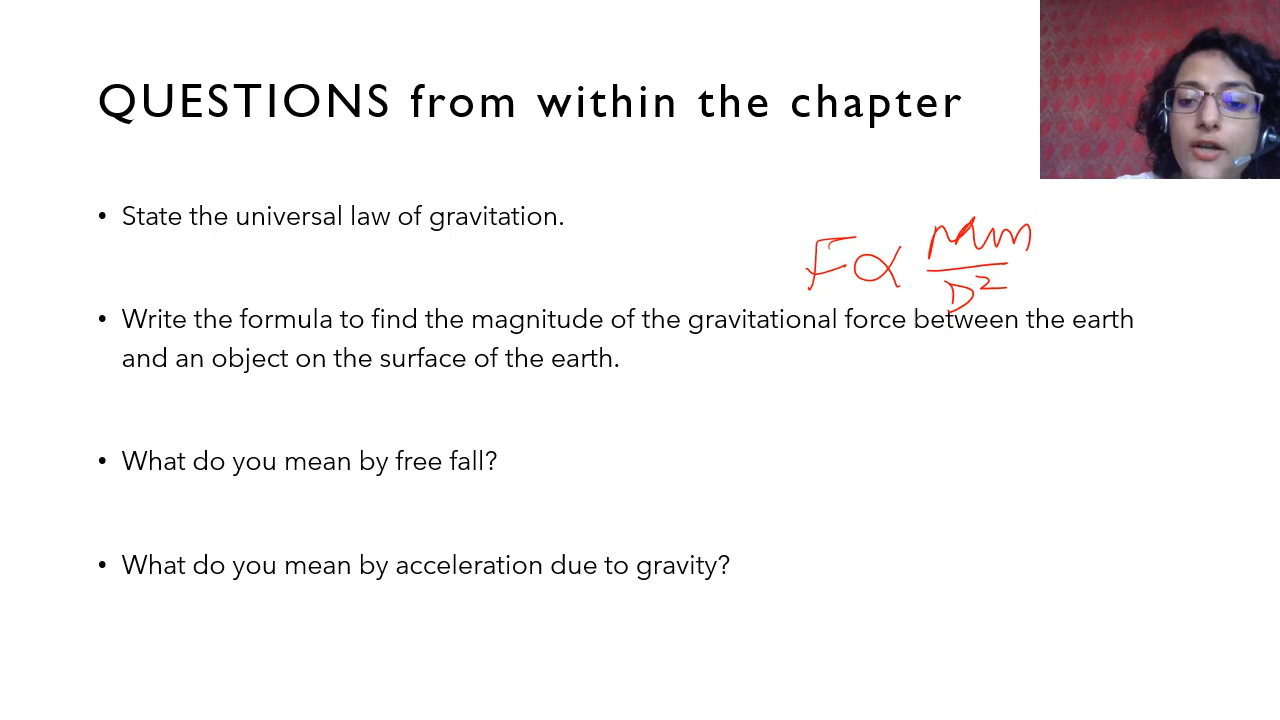 QUESTIONS from within the chapter
• State the universal law of gravitation.
F∝
D²
• Write the formula to find the magnitude of the gravitational force between the earth
and an object on the surface of the earth.
• What do you mean by free fall?
• What do you mean by acceleration due to gravity?